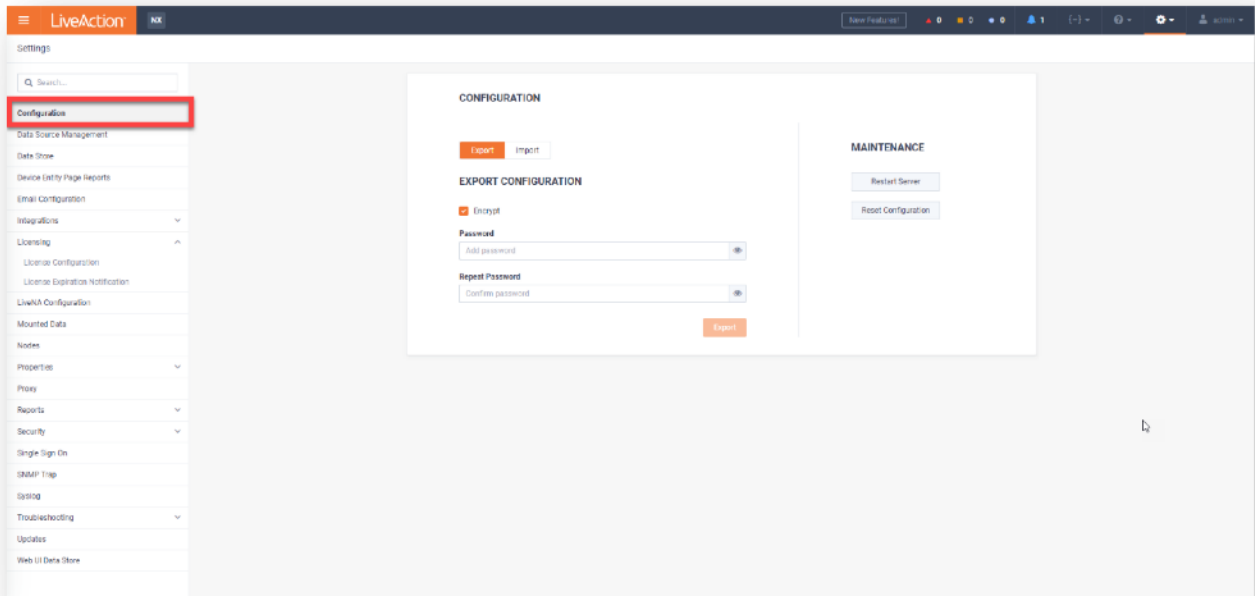 LiveAction
NX
New Features!
0
0
0
1
admin
Settings
Search...
Configuration
Data Source Management
Data Store
Device Entity Page Reports
Email Configuration
Integrations
Licensing
License Configuration
License Expiration Notification
LiveNA Configuration
Mounted Data
Nodes
Properties
Proxy
Reports
Security
Single Sign On
SNMP Trap
Syslog
Troubleshooting
Updates
Web UI Data Store
CONFIGURATION
Export Import
EXPORT CONFIGURATION
Encrypt
Password
Add password
Repeat Password
Confirm password
Export
MAINTENANCE
Restart Server
Reset Configuration